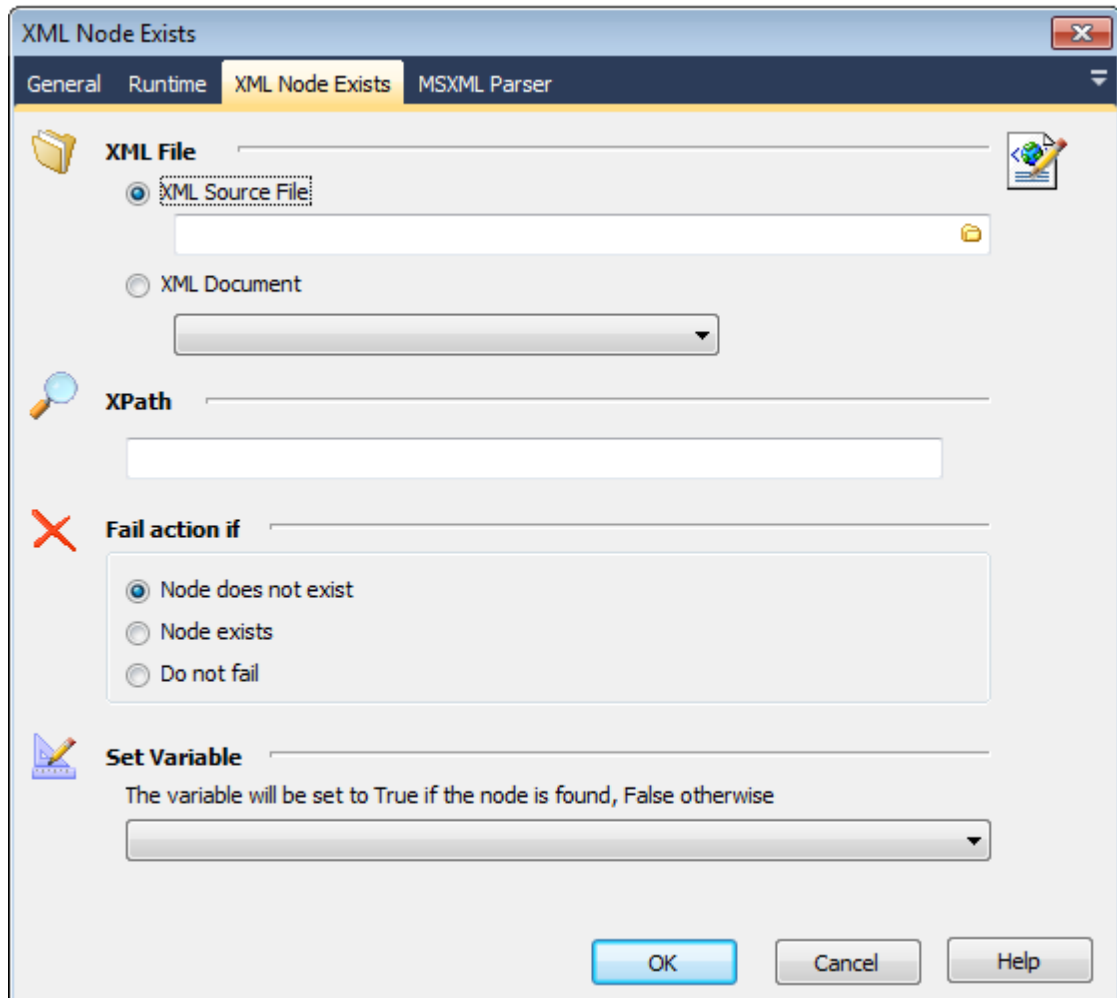 XML Node Exists
General Runtime XML Node Exists MSXML Parser
XML File
XML Source File
XML Document
XPath
Fail action if
Node does not exist
Node exists
Do not fail
Set Variable
The variable will be set to True if the node is found, False otherwise
OK Cancel Help